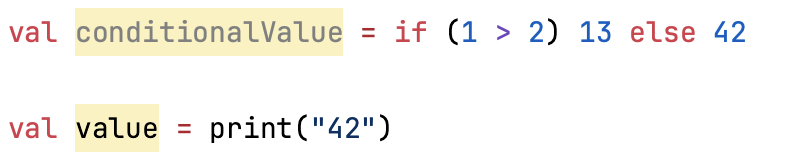 val conditionalValue = if (1 > 2) 13 else 42
val value = print("42")